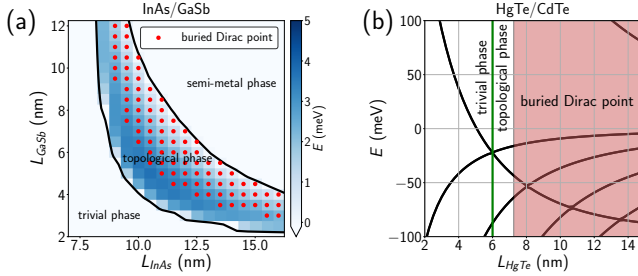 (a)
InAs/GaSb
buried Dirac point
semi-metal phase
topological phase
trivial phase
12
10
8
6
4
2
L_GaSb (nm)
7.5
10.0
12.5
15.0
L_InAs (nm)
5
4
3
2
1
0
E (meV)
(b)
HgTe/CdTe
trivial phase
topological phase
buried Dirac point
100
50
0
−50
−100
E (meV)
2
4
6
8
10
12
14
L_HgTe (nm)